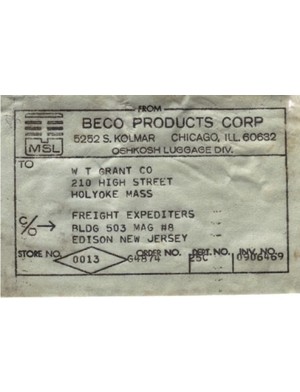 FROM
BECO PRODUCTS CORP
5252 S. KOLMAR CHICAGO, ILL 60632
OSHKOSH LUGGAGE DIV.
MSL
TO
W T GRANT CO
210 HIGH STREET
HOLYOKE MASS
C/O → FREIGHT EXPEDITERS
BLDG 503 MAG #8
EDISON NEW JERSEY
STORE NO. ORDER NO. DEPT. NO. INV. NO.
0013 64874 25C 0906469